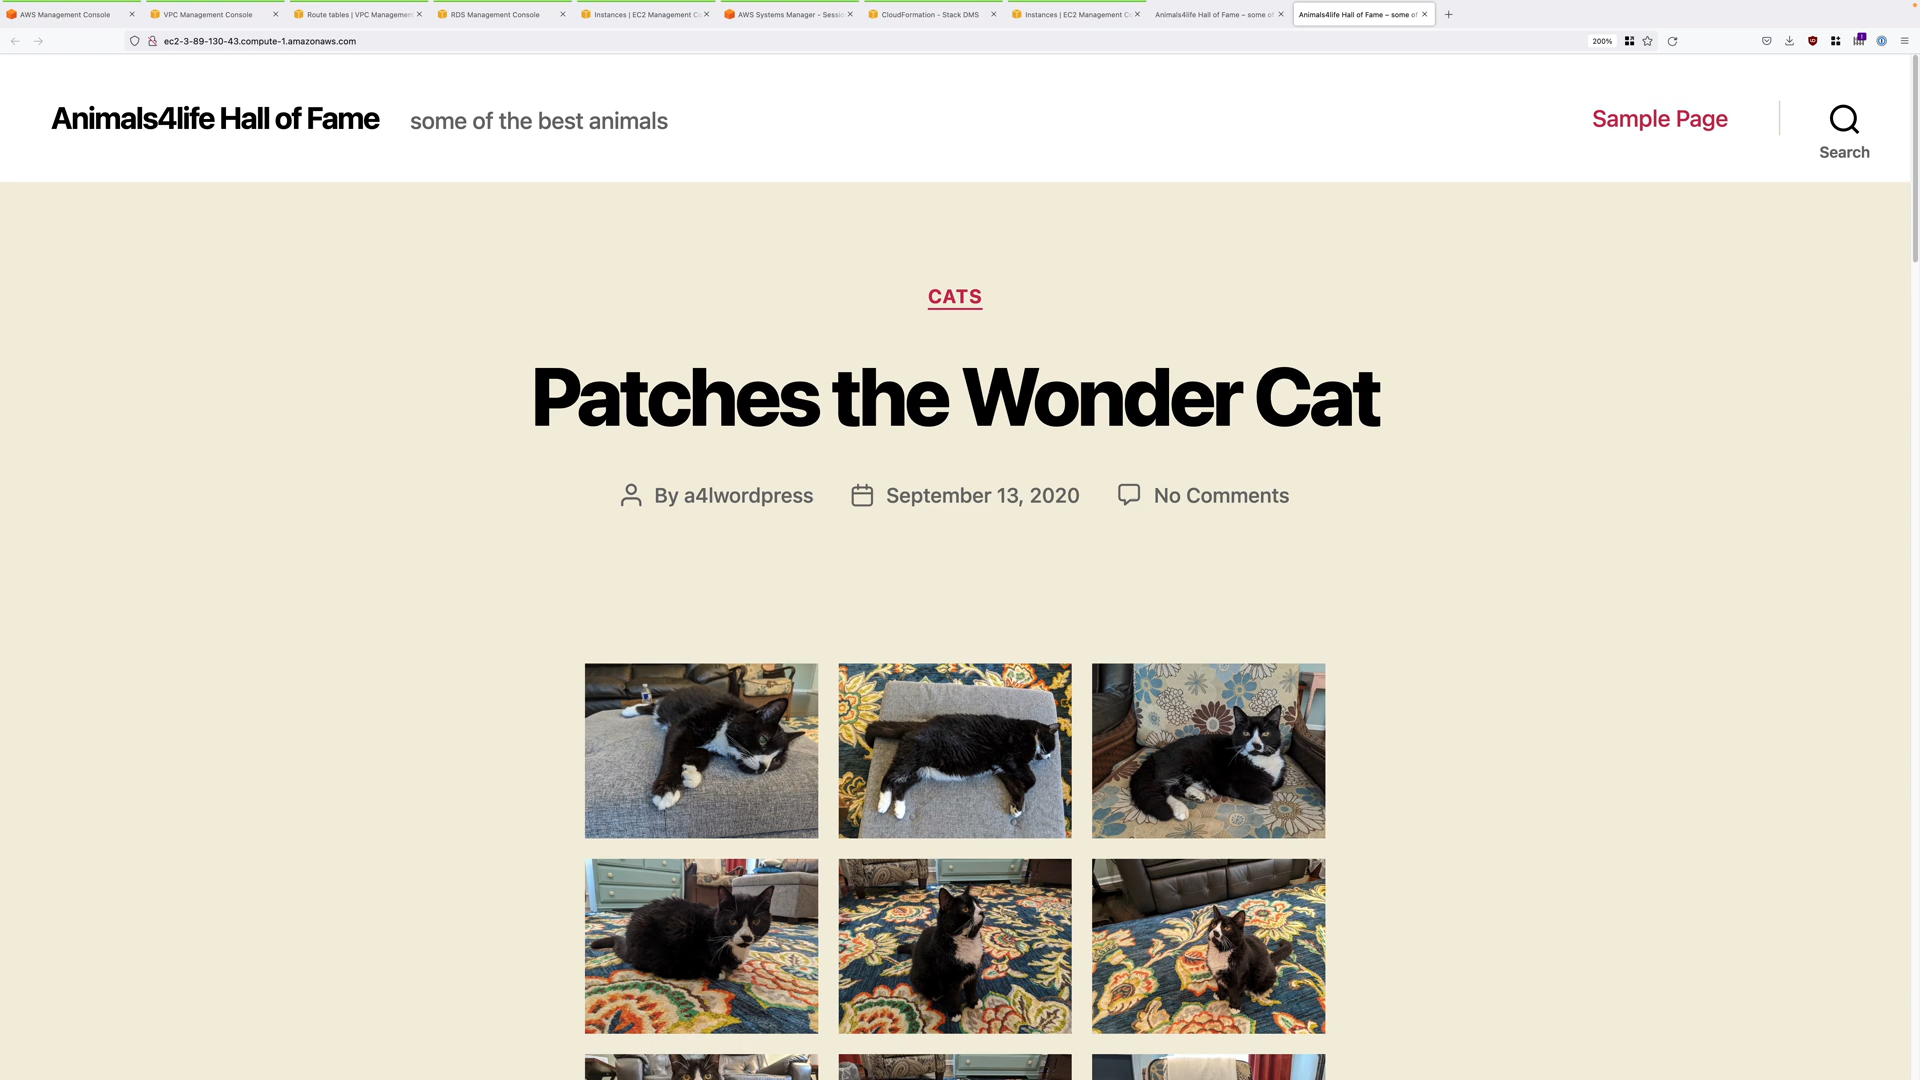 AWS Management Console
VPC Management Console
Route tables | VPC Managemen
RDS Management Console
Instances | EC2 Management Co
AWS Systems Manager - Sessio
CloudFormation - Stack DMS
Instances | EC2 Management Co
Animals4life Hall of Fame – some of
Animals4life Hall of Fame – some of
ec2-3-89-130-43.compute-1.amazonaws.com
200%
Animals4life Hall of Fame
some of the best animals
Sample Page
Search
CATS
Patches the Wonder Cat
By a4lwordpress
September 13, 2020
No Comments